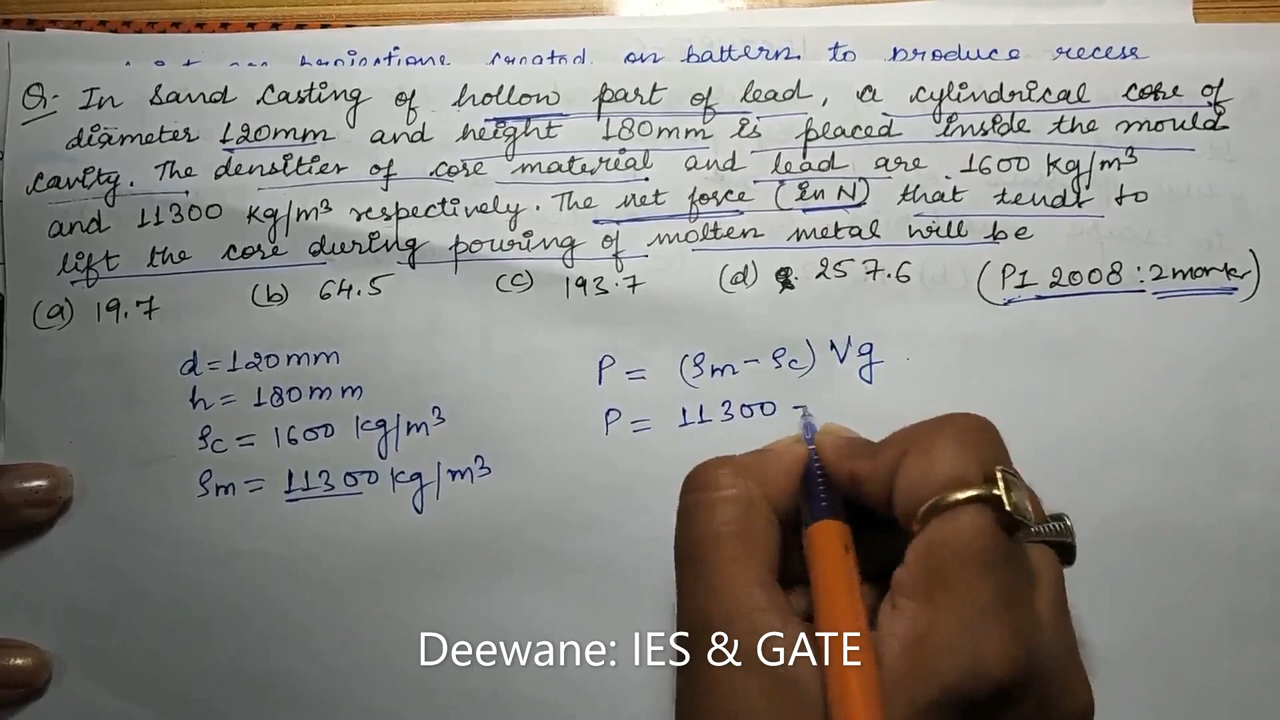 on pattern to produce recess
Q:- In Sand Casting of hollow part of lead, a cylindrical core of
diameter 120mm and height 180mm is placed inside the mould
cavity. The densities of core material and lead are 1600 kg/m³
and 11300 kg/m³ respectively. The net force (in N) that tends to
lift the core during pouring of molten metal will be
(a) 19.7 (b) 64.5 (c) 193.7 (d) 257.6 (PI 2008 : 2 marks)
d = 120mm
h = 180mm
ρc = 1600 kg/m³
ρm = 11300 kg/m³
P = (ρm - ρc) Vg
P = 11300 -
Deewane: IES & GATE